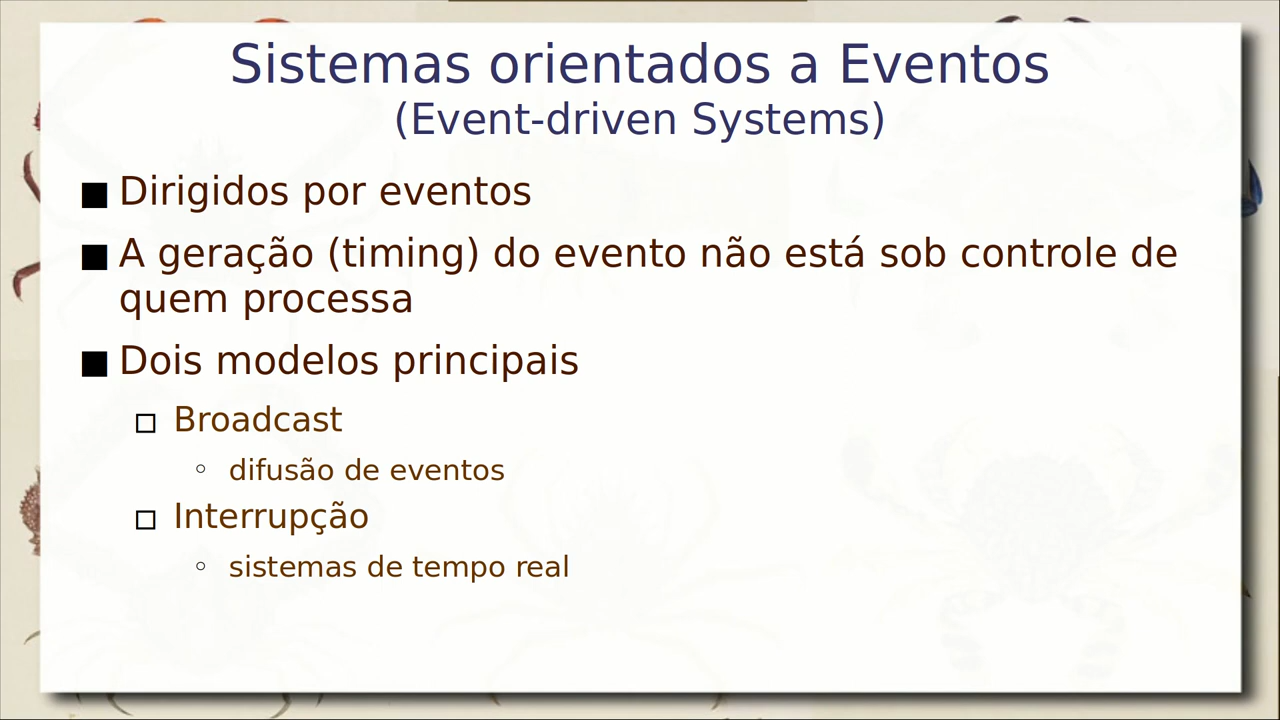 Sistemas orientados a Eventos
(Event-driven Systems)
Dirigidos por eventos
A geração (timing) do evento não está sob controle de
quem processa
Dois modelos principais
Broadcast
difusão de eventos
Interrupção
sistemas de tempo real